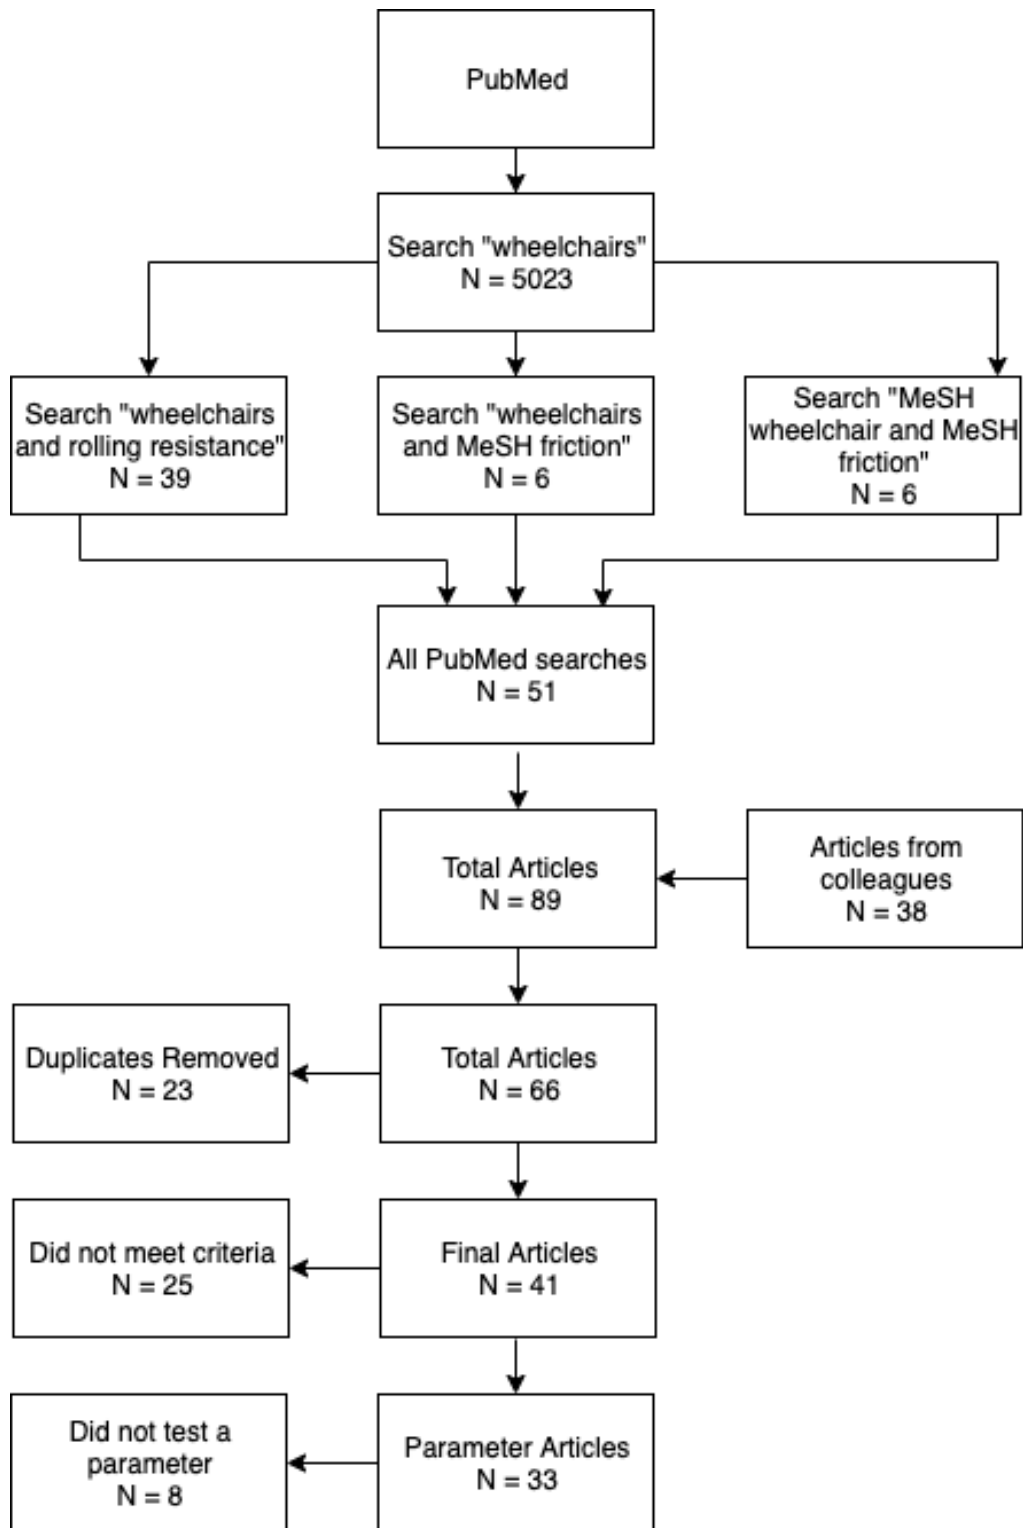 PubMed
Search "wheelchairs"
N = 5023
Search "wheelchairs
and rolling resistance"
N = 39
Search "wheelchairs
and MeSH friction"
N = 6
Search "MeSH
wheelchair and MeSH
friction"
N = 6
All PubMed searches
N = 51
Total Articles
N = 89
Articles from
colleagues
N = 38
Duplicates Removed
N = 23
Total Articles
N = 66
Did not meet criteria
N = 25
Final Articles
N = 41
Did not test a
parameter
N = 8
Parameter Articles
N = 33